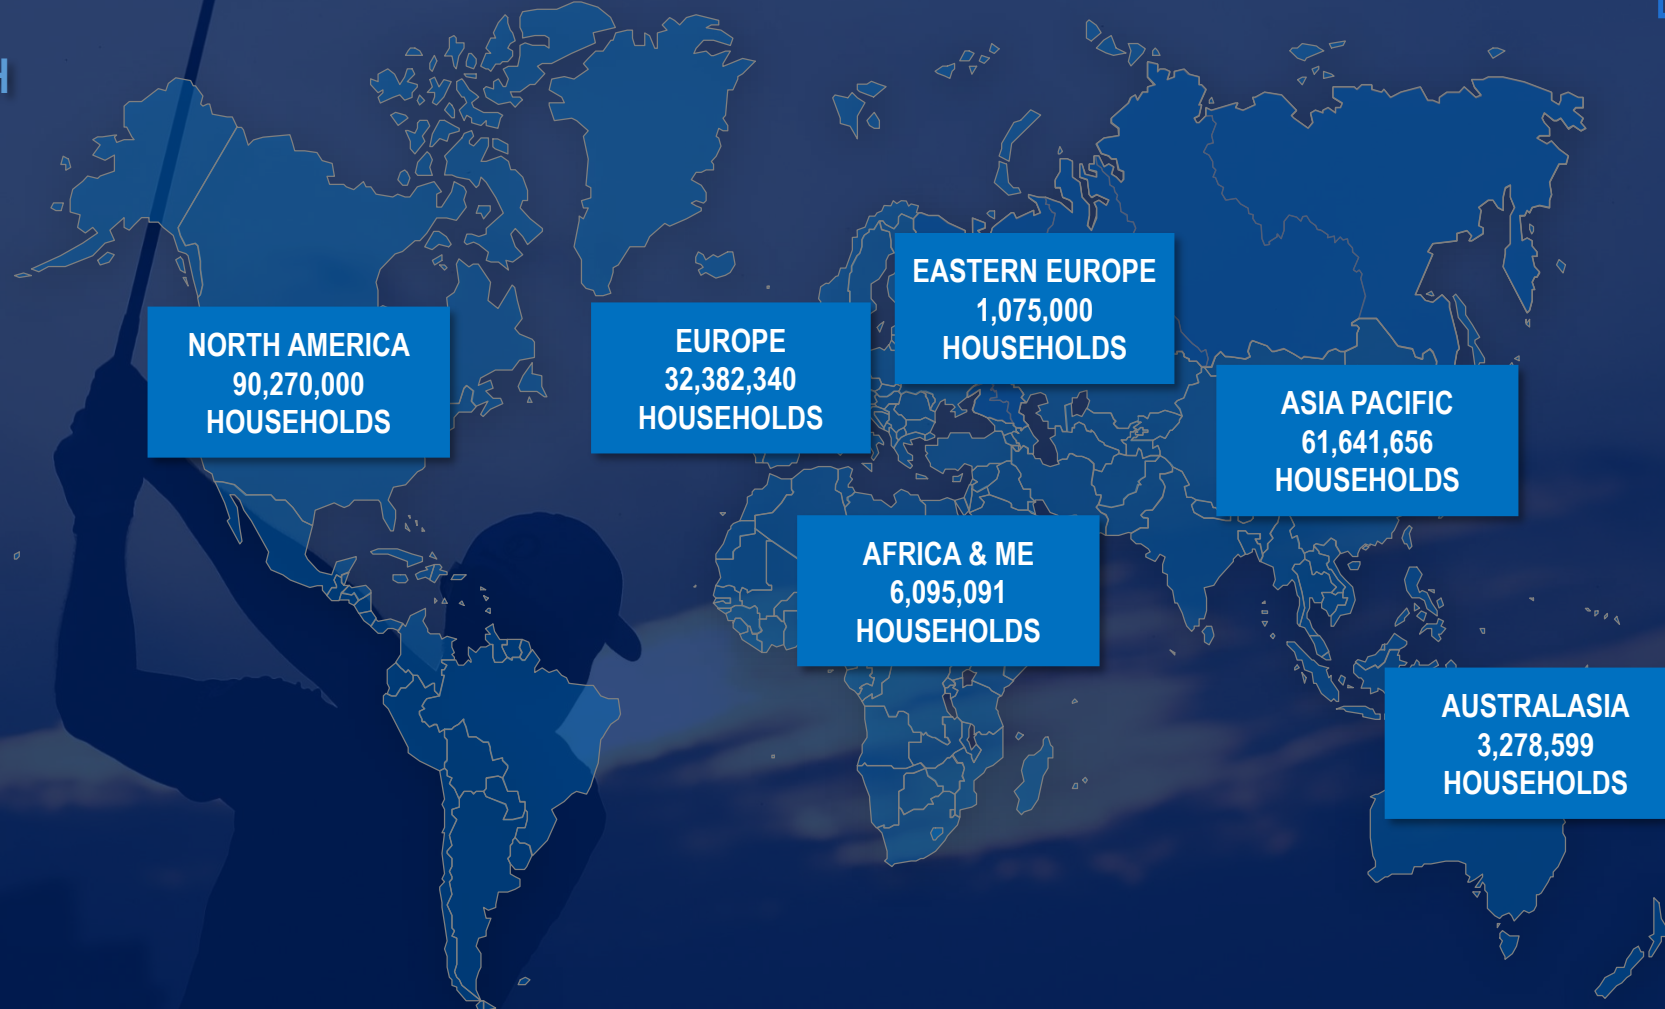 H
EASTERN EUROPE
1,075,000
HOUSEHOLDS
NORTH AMERICA
90,270,000
HOUSEHOLDS
EUROPE
32,382,340
HOUSEHOLDS
ASIA PACIFIC
61,641,656
HOUSEHOLDS
AFRICA & ME
6,095,091
HOUSEHOLDS
AUSTRALASIA
3,278,599
HOUSEHOLDS